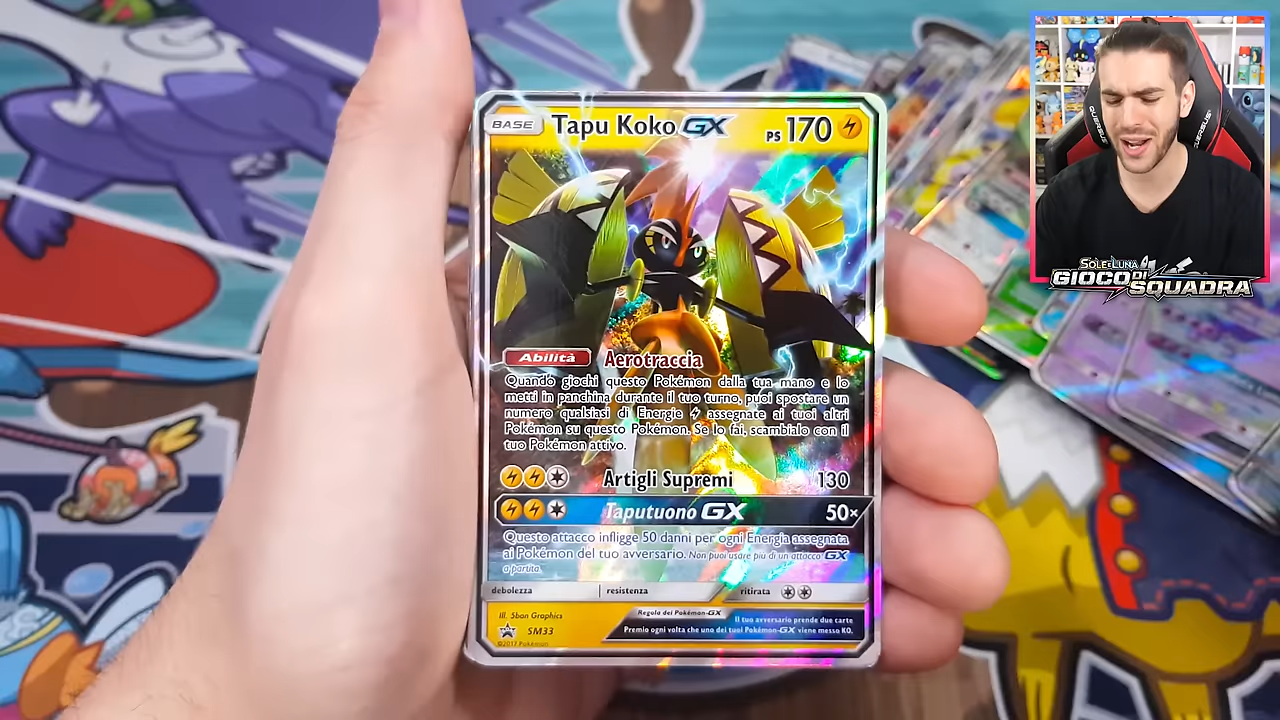 BASE Tapu Koko GX PS 170
Abilità Aerotraccia
Quando giochi questo Pokémon dalla tua mano e lo
metti in panchina durante il tuo turno, puoi spostare un
numero qualsiasi di Energie assegnate ai tuoi altri
Pokémon su questo Pokémon. Se lo fai, scambialo con il
tuo Pokémon attivo.
Artigli Supremi 130
Taputuono GX 50×
Questo attacco infligge 50 danni per ogni Energia assegnata
ai Pokémon del tuo avversario. Non puoi usare più di un attacco GX
a partita.
debolezza resistenza ritirata
Ill. 5ban Graphics
SM33
©2017 Pokémon
Regola dei Pokémon-GX
Il tuo avversario prende due carte
Premio ogni volta che uno dei tuoi Pokémon-GX viene messo KO.
QUERSUS
QUERSUS
SOLE E LUNA
GIOCO DI SQUADRA